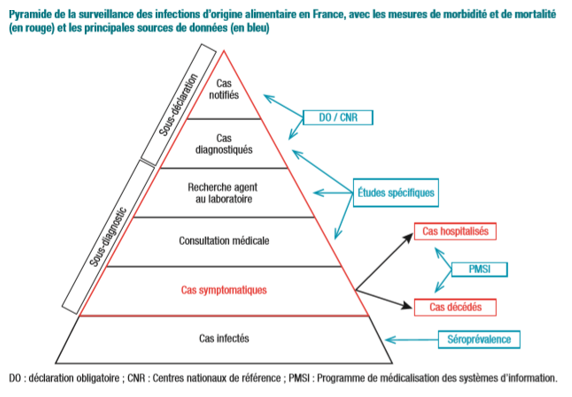 Pyramide de la surveillance des infections d'origine alimentaire en France, avec les mesures de morbidité et de mortalité
(en rouge) et les principales sources de données (en bleu)
Sous-déclaration
Sous-diagnostic
Cas
notifiés
DO / CNR
Cas
diagnostiqués
Recherche agent
au laboratoire
Études spécifiques
Consultation médicale
Cas hospitalisés
PMSI
Cas symptomatiques
Cas décédés
Cas infectés
Séroprévalence
DO : déclaration obligatoire ; CNR : Centres nationaux de référence ; PMSI : Programme de médicalisation des systèmes d'information.